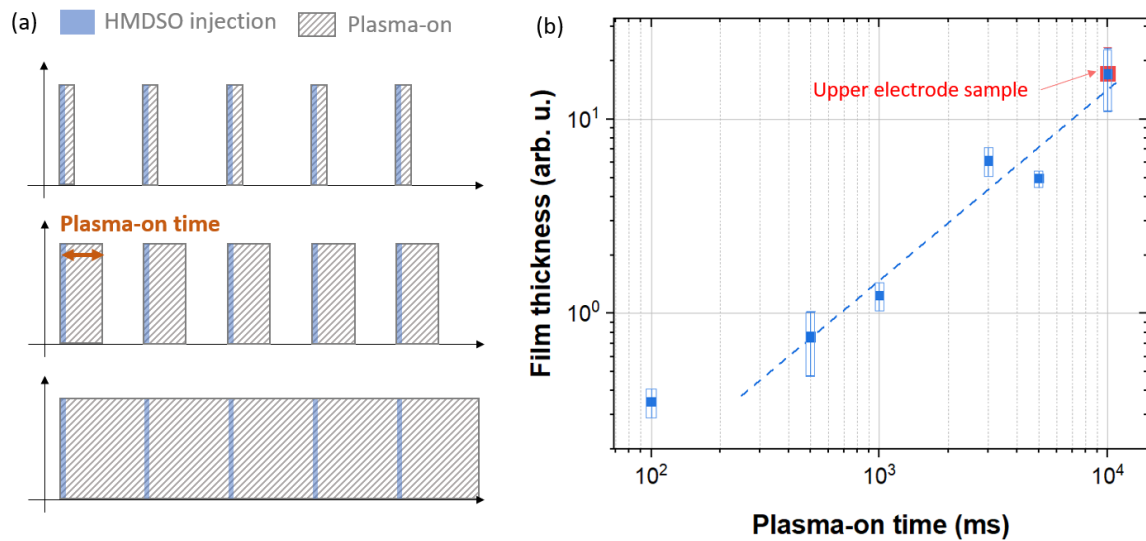 (a)
HMDSO injection
Plasma-on
Plasma-on time
(b)
Upper electrode sample
10¹
10⁰
Film thickness (arb. u.)
10²
10³
10⁴
Plasma-on time (ms)